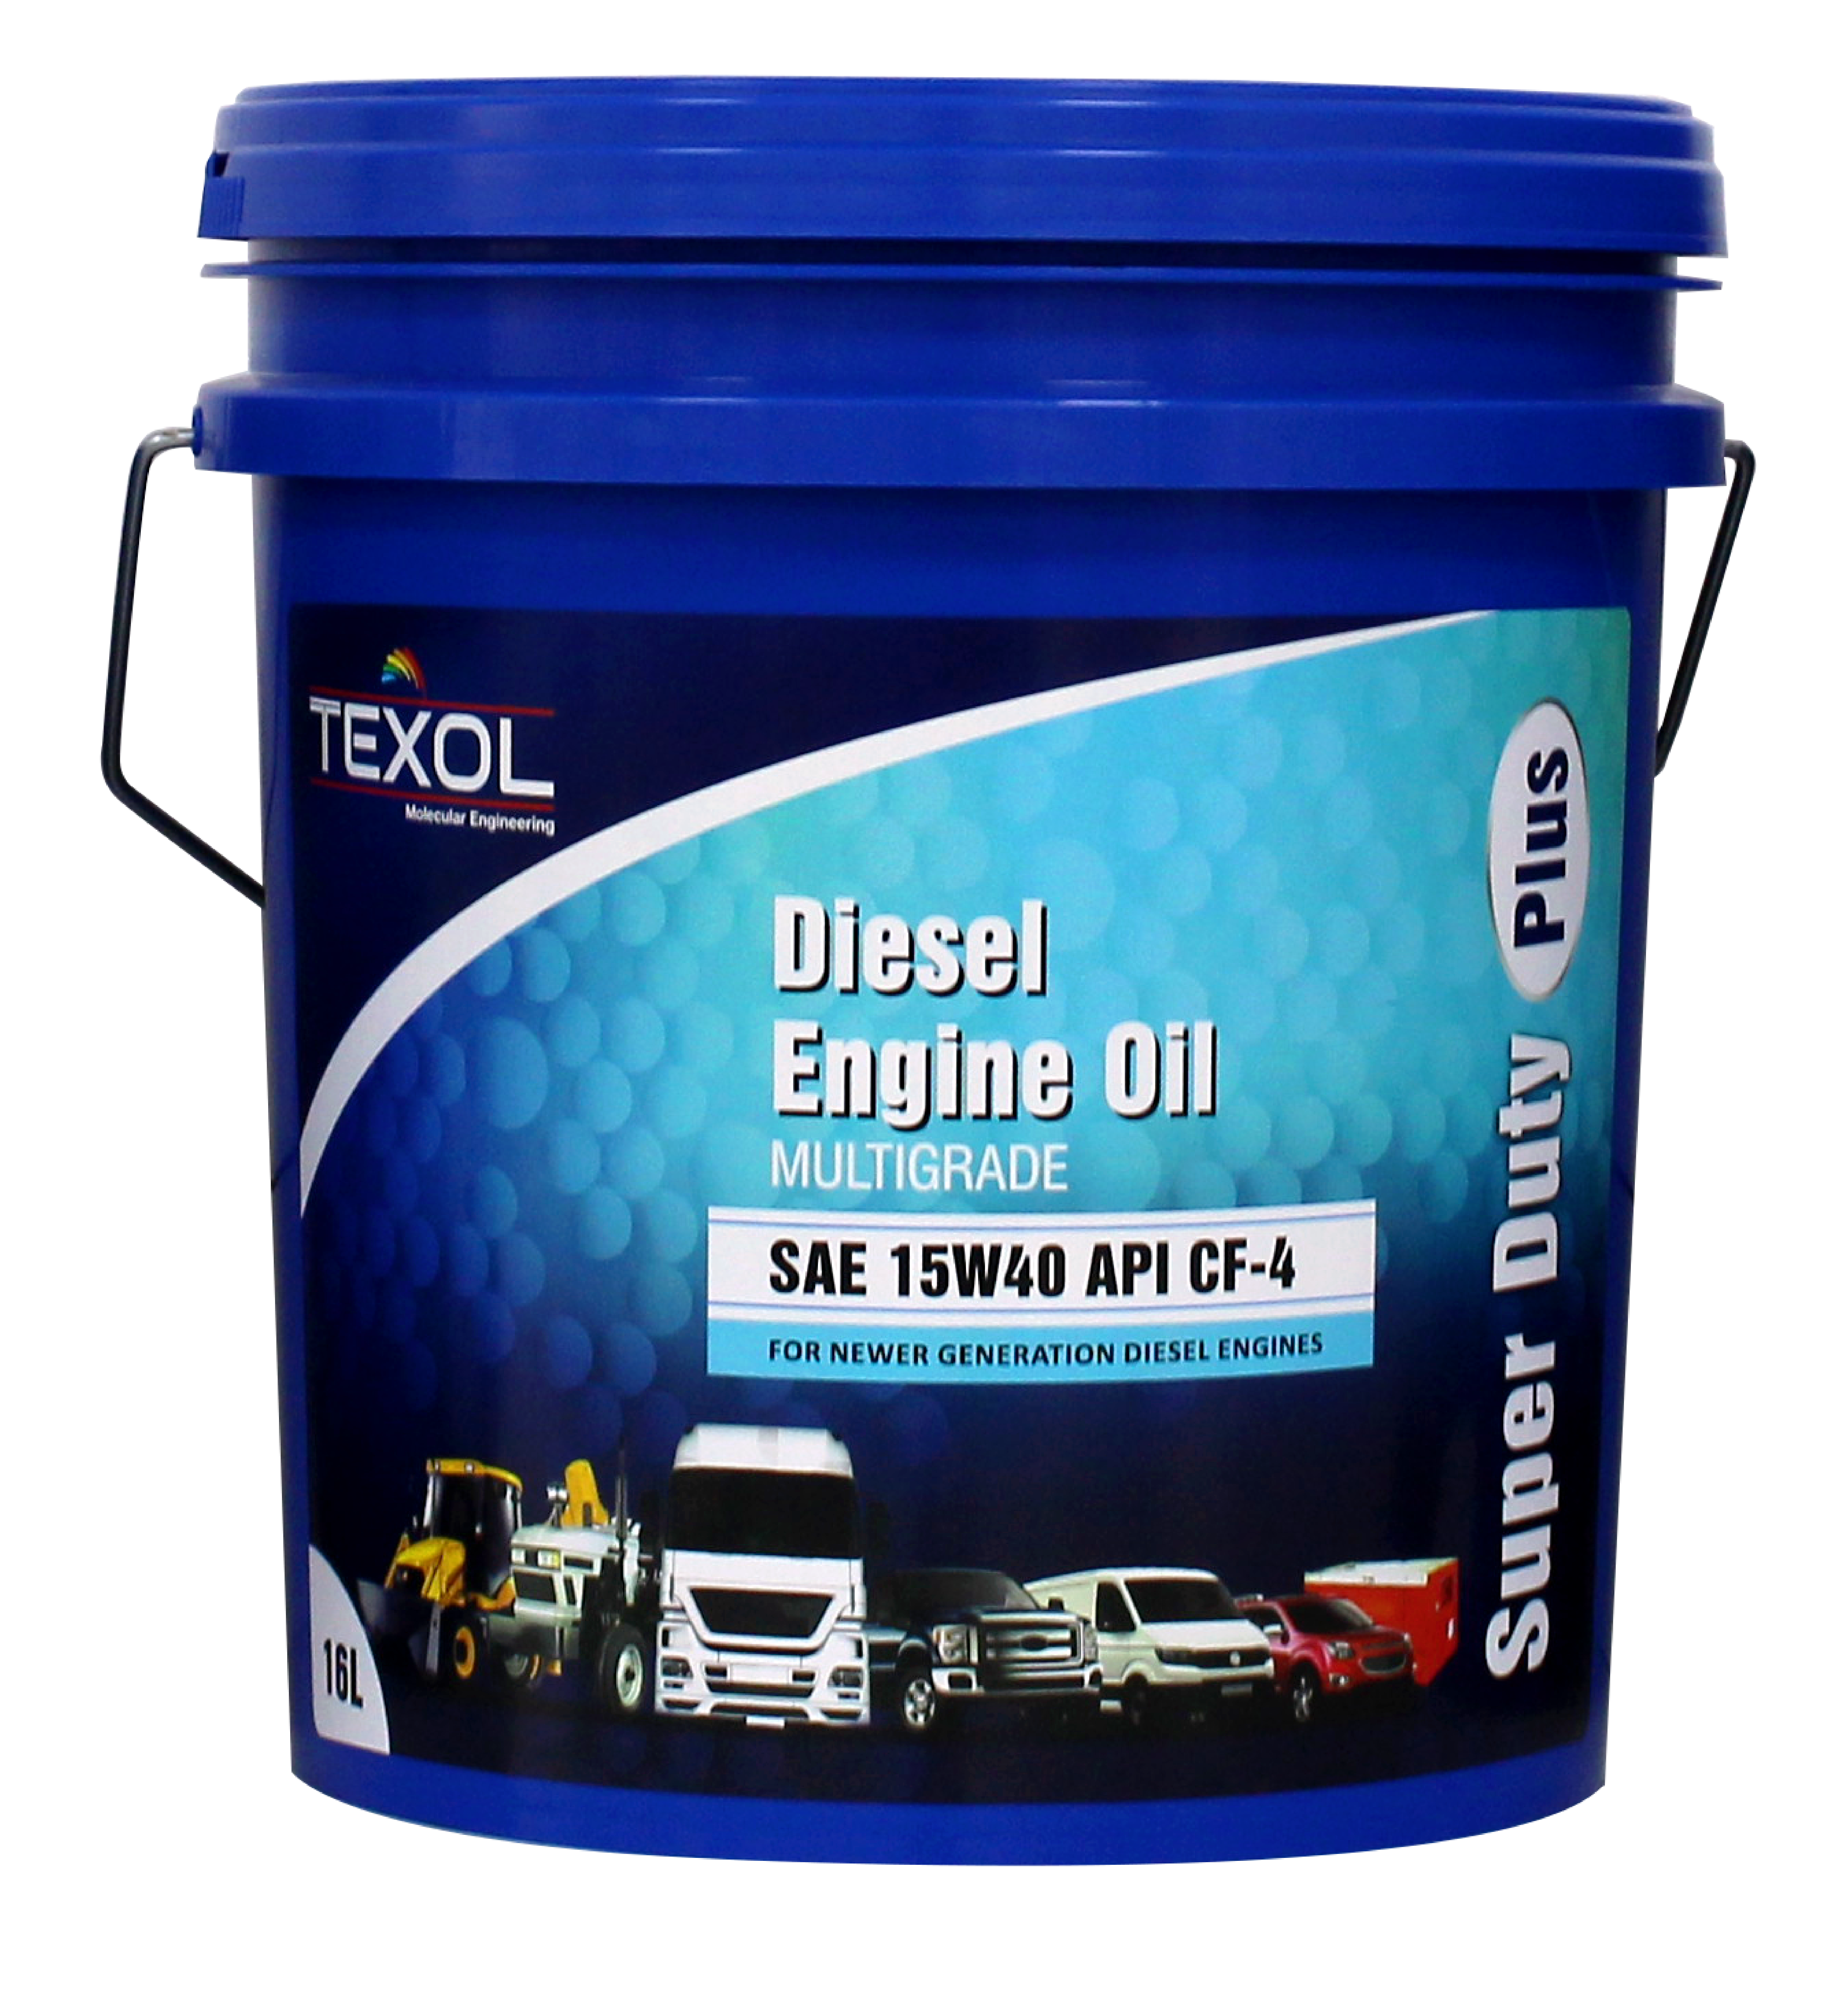 TEXOL
Molecular Engineering
Diesel
Engine Oil
MULTIGRADE
SAE 15W40 API CF-4
FOR NEWER GENERATION DIESEL ENGINES
Super Duty Plus
16L